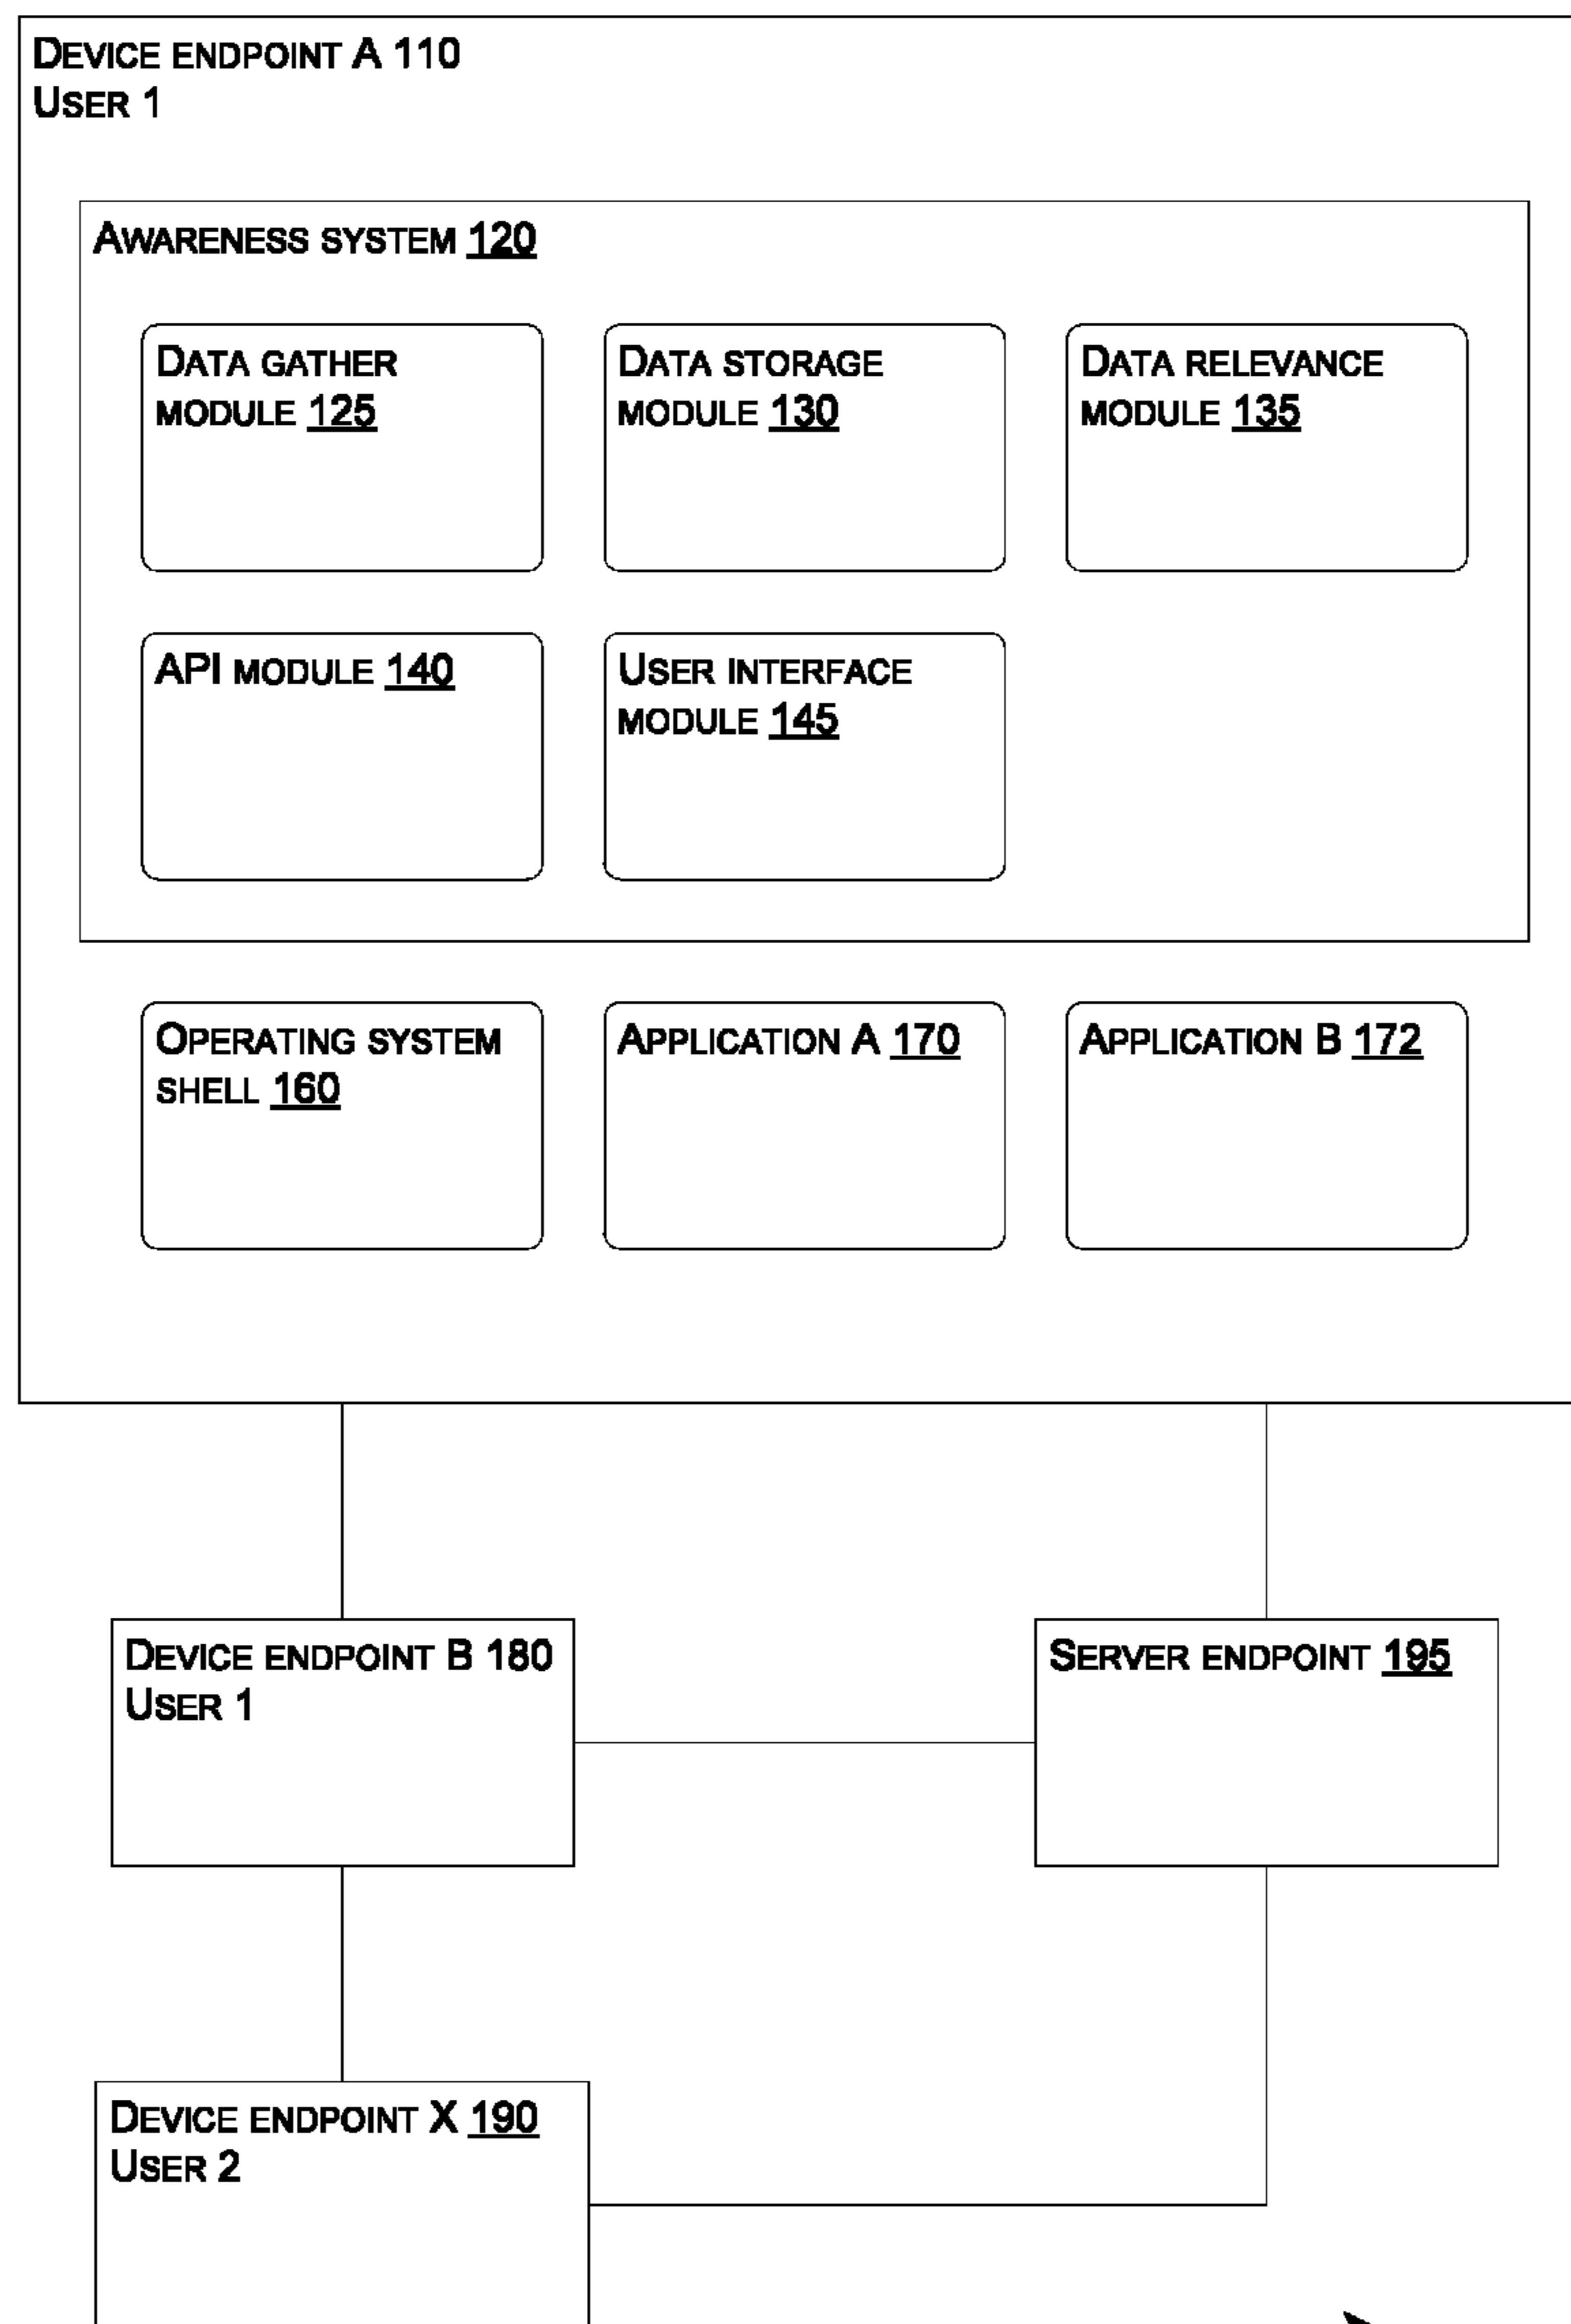 DEVICE ENDPOINT A 110
USER 1
AWARENESS SYSTEM 120
DATA GATHER
MODULE 125
DATA STORAGE
MODULE 130
DATA RELEVANCE
MODULE 135
API MODULE 140
USER INTERFACE
MODULE 145
OPERATING SYSTEM
SHELL 160
APPLICATION A 170
APPLICATION B 172
DEVICE ENDPOINT B 180
USER 1
SERVER ENDPOINT 195
DEVICE ENDPOINT X 190
USER 2